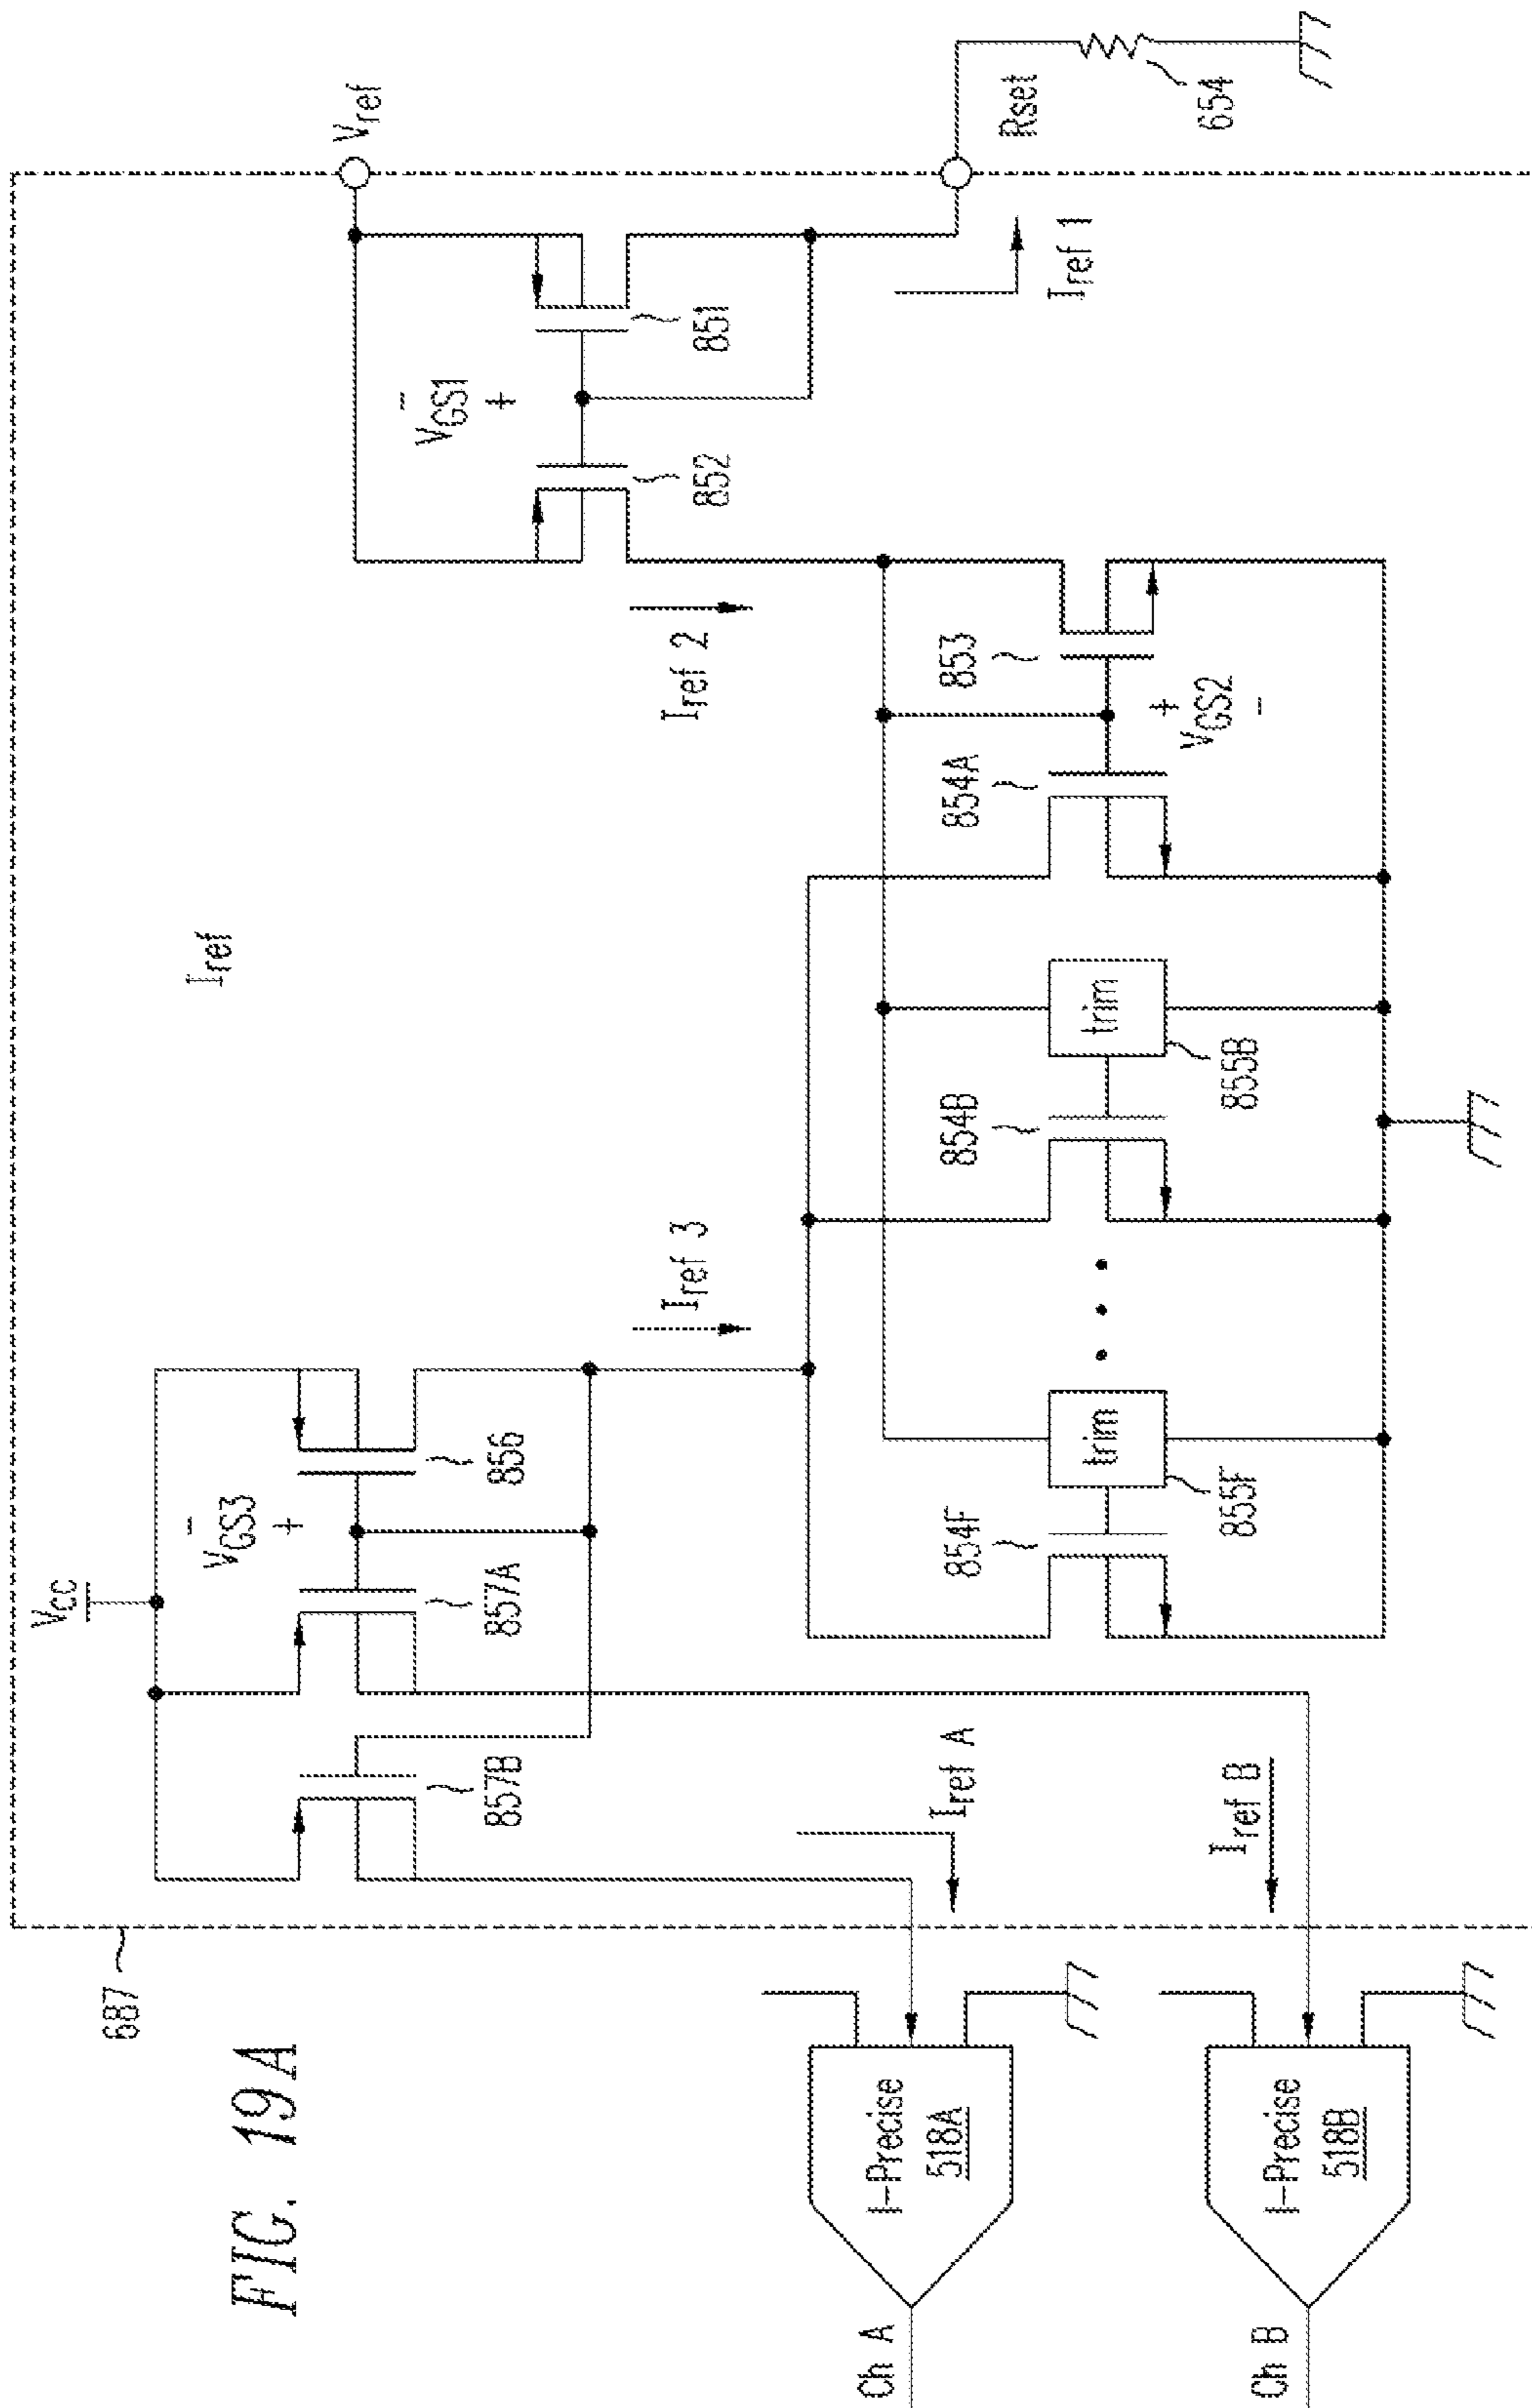 FIG. 19A
687
Vcc
Iref
Vref
857B
857A
VGS3
- +
856
852
VGS1
- +
851
Iref 1
Rset
654
Iref 2
Iref 3
Iref A
Iref B
854F
trim
855F
854B
trim
855B
854A
853
VGS2
+ -
I-Precise
518A
Ch A
I-Precise
518B
Ch B